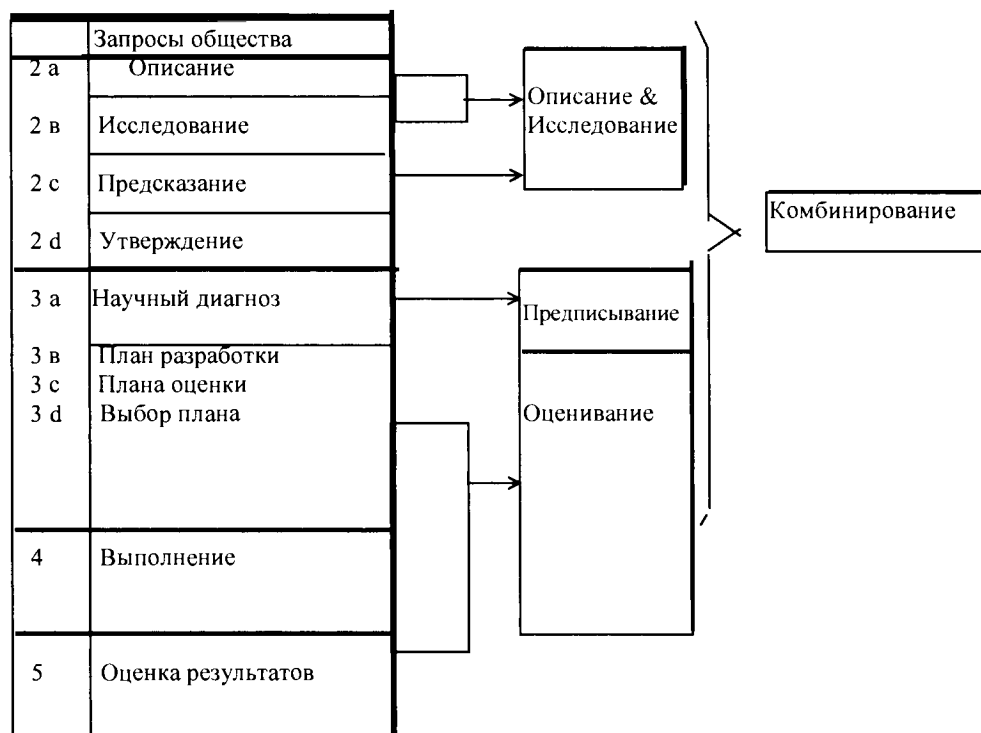 Запросы общества
2 а Описание
2 в Исследование
2 с Предсказание
2 d Утверждение
3 а Научный диагноз
3 в План разработки
3 с Плана оценки
3 d Выбор плана
4 Выполнение
5 Оценка результатов
Описание &
Исследование
Предписывание
Оценивание
Комбинирование